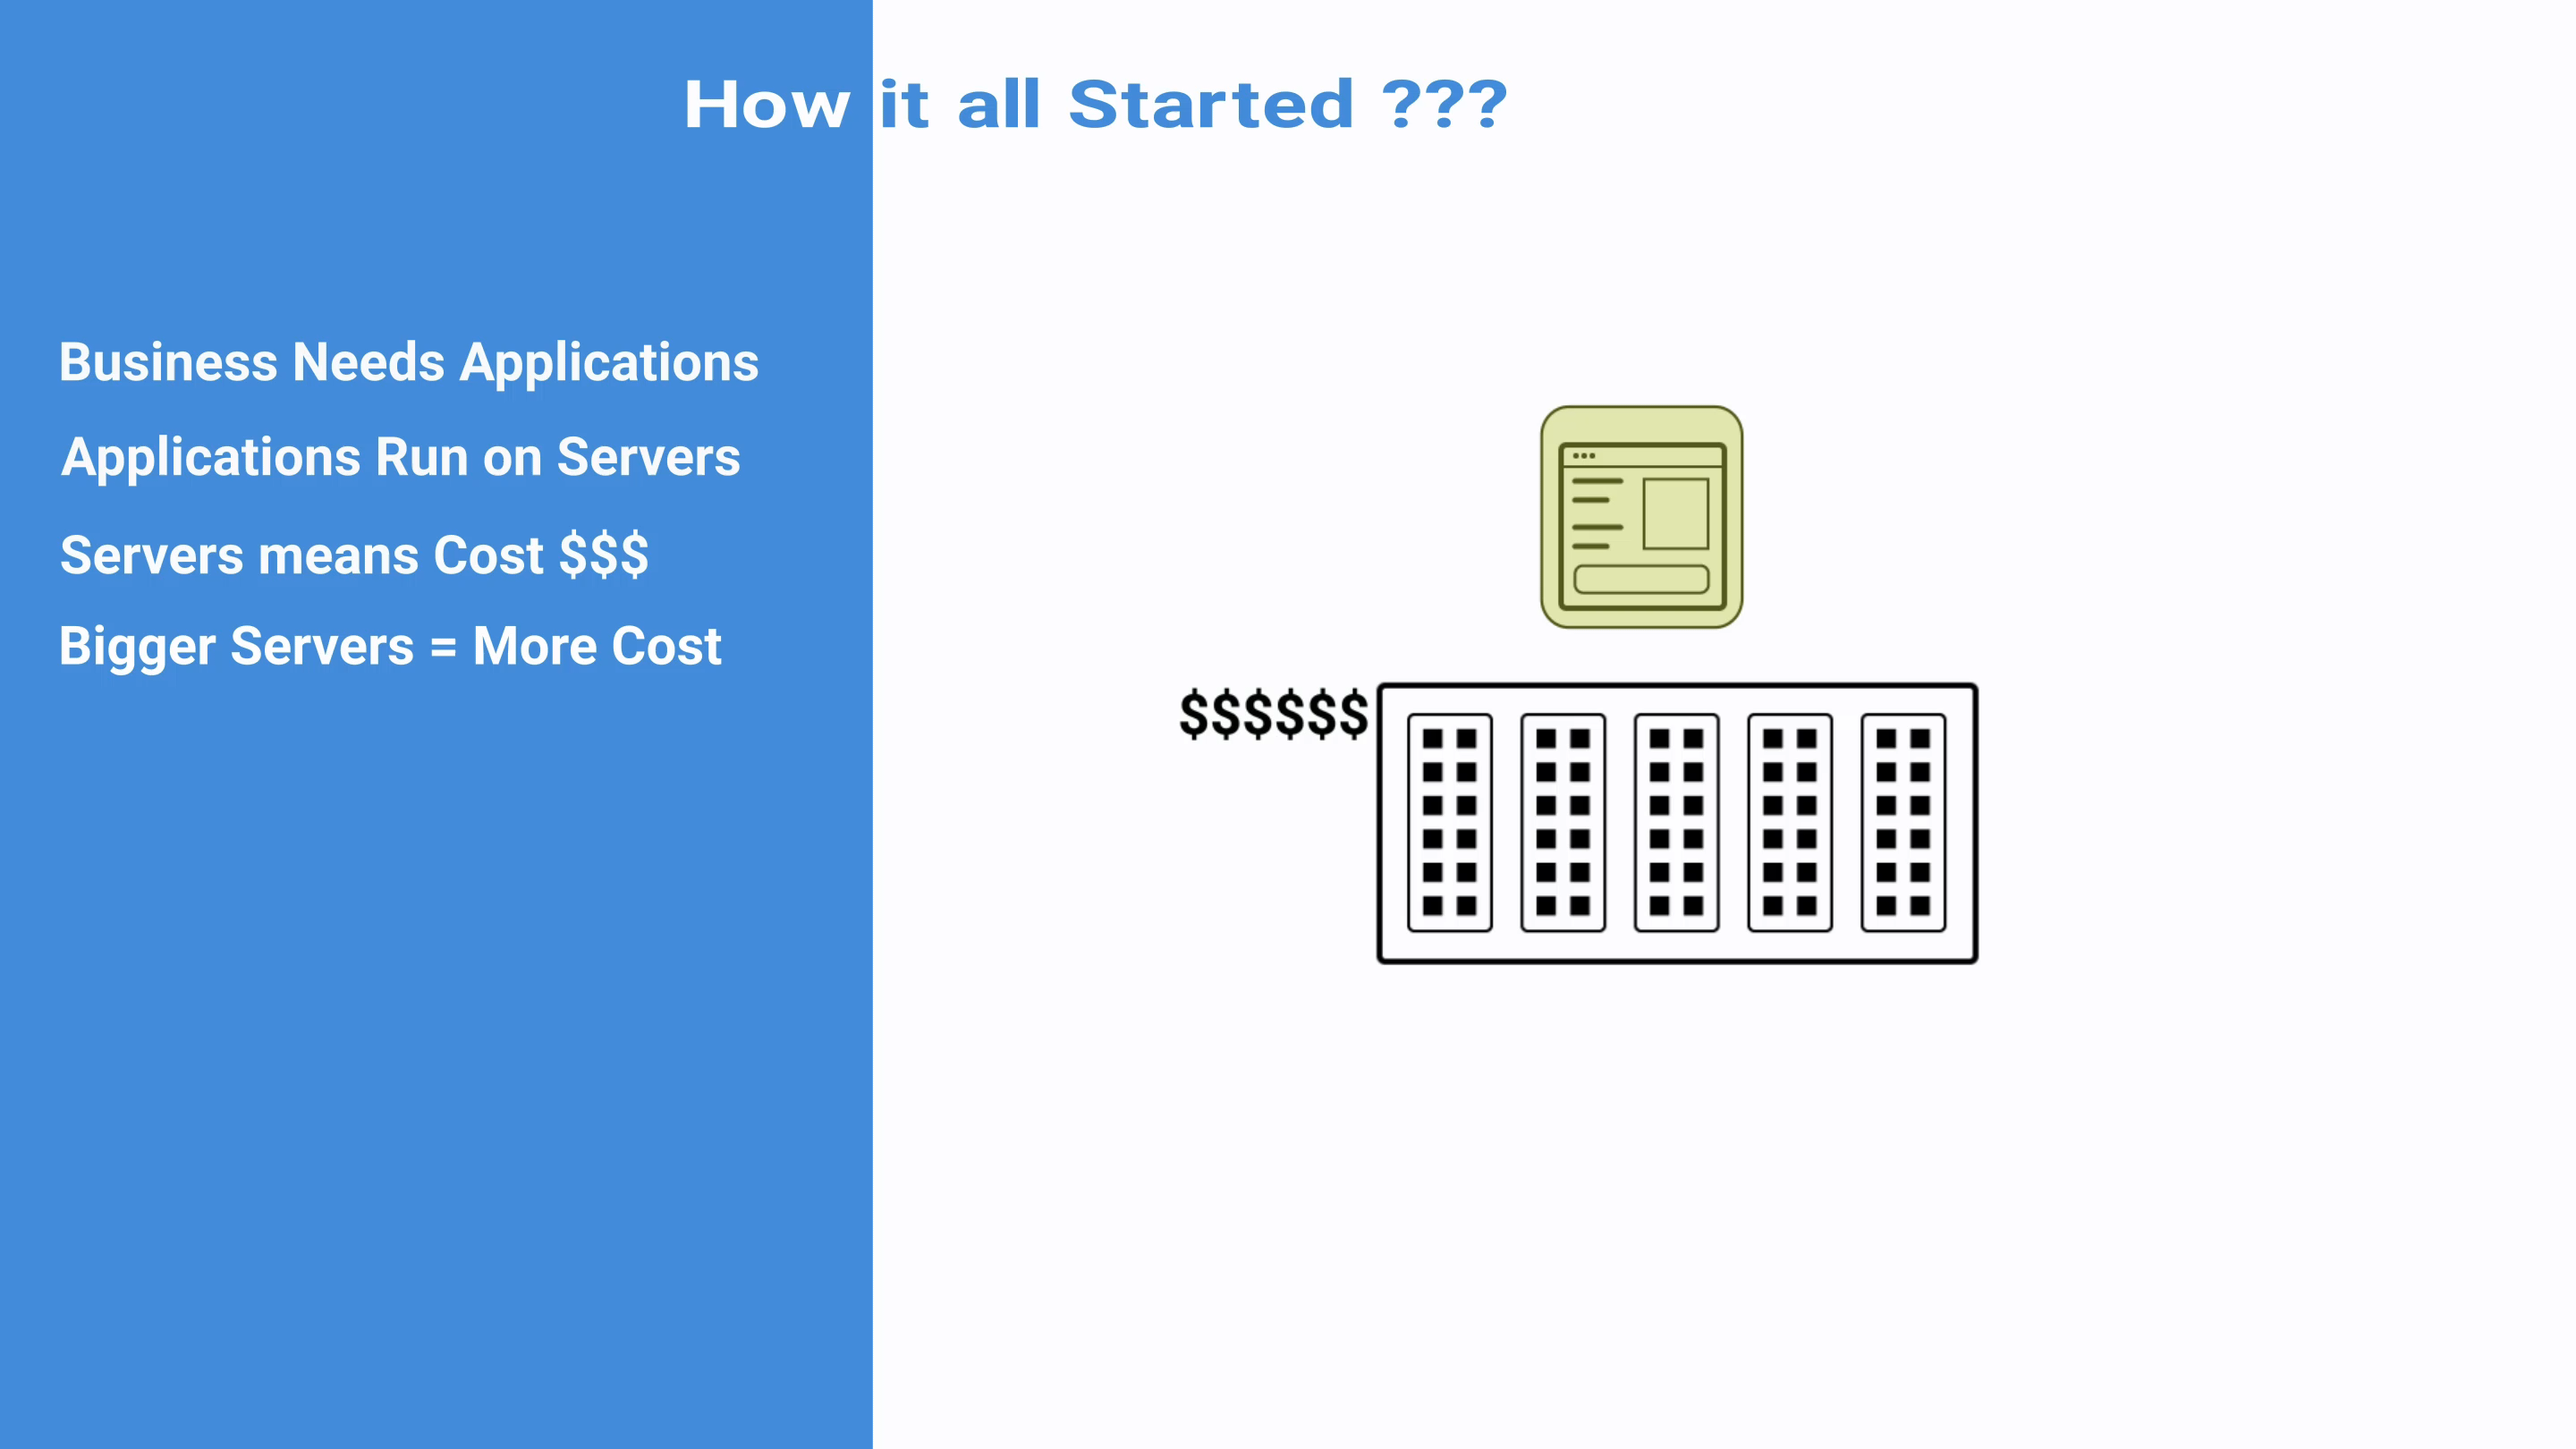 How it all Started ???
Business Needs Applications
Applications Run on Servers
Servers means Cost $$$
Bigger Servers = More Cost
$$$$$$